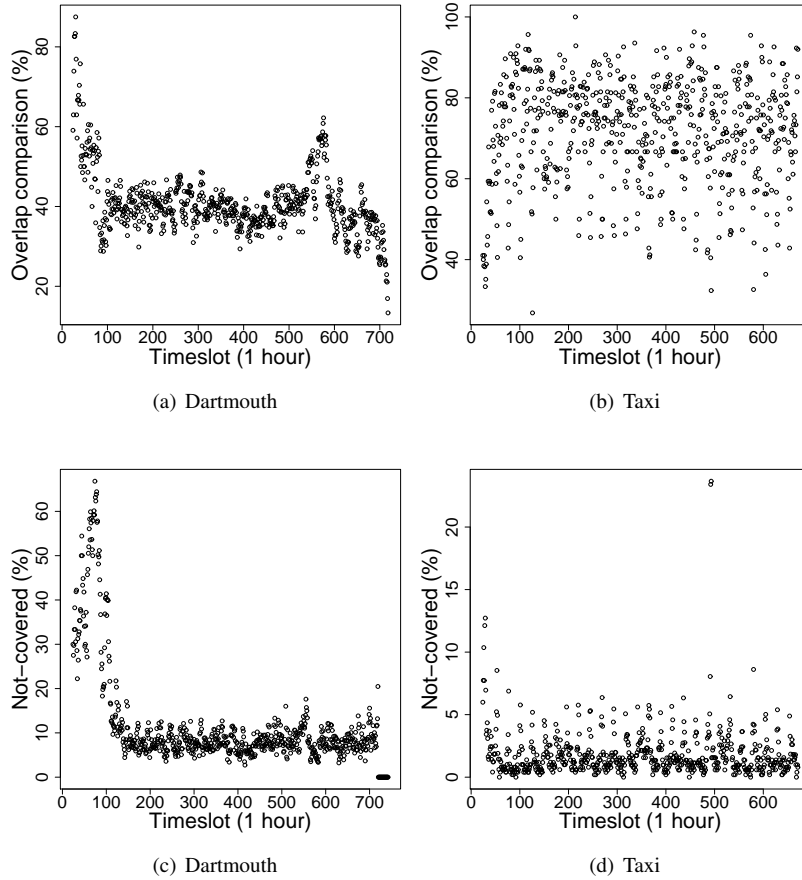 Overlap comparison (%)
20 40 60 80
0 100 200 300 400 500 600 700
Timeslot (1 hour)
(a) Dartmouth
Overlap comparison (%)
40 60 80 100
0 100 200 300 400 500 600
Timeslot (1 hour)
(b) Taxi
Not−covered (%)
0 10 20 30 40 50 60
0 100 200 300 400 500 600 700
Timeslot (1 hour)
(c) Dartmouth
Not−covered (%)
0 5 10 15 20
0 100 200 300 400 500 600
Timeslot (1 hour)
(d) Taxi